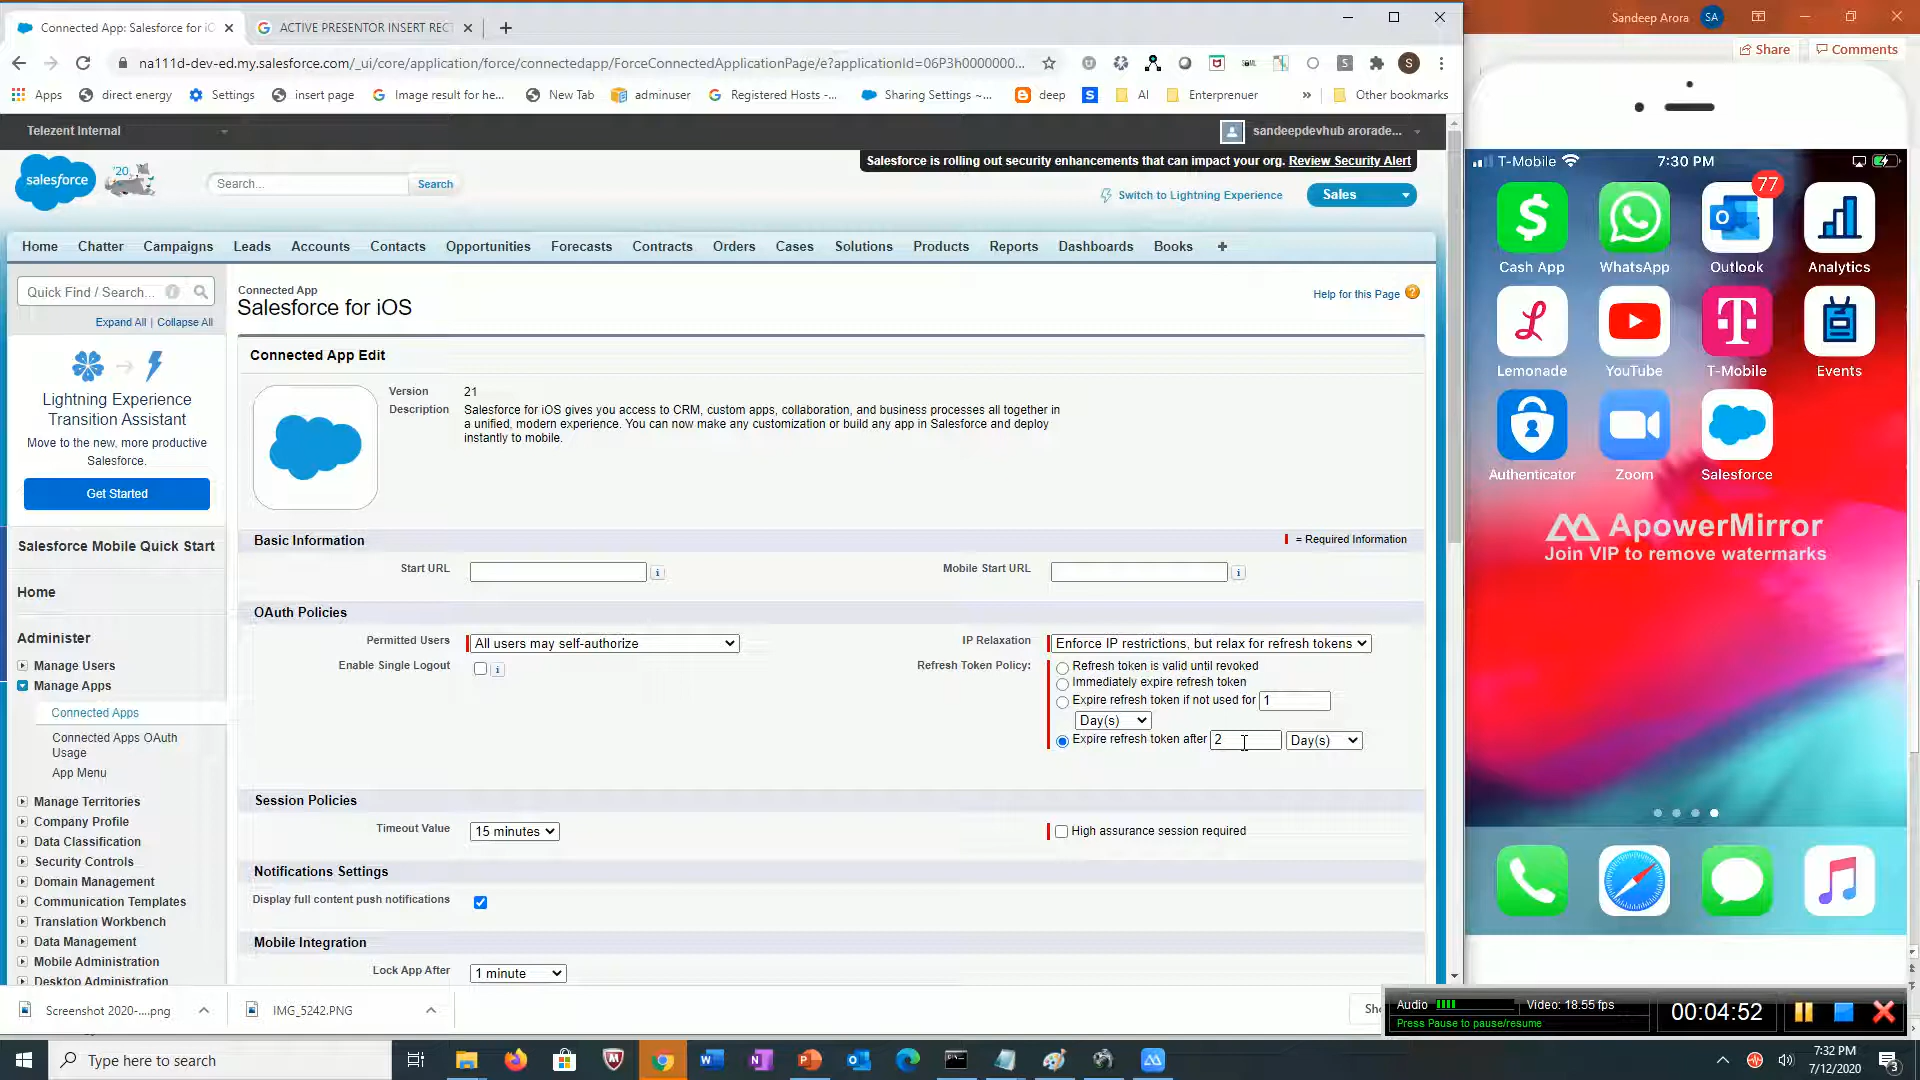 Connected App: Salesforce for iO
ACTIVE PRESENTOR INSERT RECT
Sandeep Arora
SA
Share
Comments
na111d-dev-ed.my.salesforce.com/_ui/core/application/force/connectedapp/ForceConnectedApplicationPage/e?applicationId=06P3h0000000...
S
Apps
direct energy
Settings
insert page
Image result for he...
New Tab
adminuser
Registered Hosts -...
Sharing Settings ~...
deep
AI
Enterprenuer
»
Other bookmarks
Telezent Internal
sandeepdevhub arorade...
Salesforce is rolling out security enhancements that can impact your org. Review Security Alert
salesforce
'20
Search...
Search
Switch to Lightning Experience
Sales
Home
Chatter
Campaigns
Leads
Accounts
Contacts
Opportunities
Forecasts
Contracts
Orders
Cases
Solutions
Products
Reports
Dashboards
Books
+
Quick Find / Search...
Expand All | Collapse All
Lightning Experience
Transition Assistant
Move to the new, more productive
Salesforce.
Get Started
Salesforce Mobile Quick Start
Home
Administer
Manage Users
Manage Apps
Connected Apps
Connected Apps OAuth
Usage
App Menu
Manage Territories
Company Profile
Data Classification
Security Controls
Domain Management
Communication Templates
Translation Workbench
Data Management
Mobile Administration
Desktop Administration
Connected App
Salesforce for iOS
Help for this Page
Connected App Edit
Version 21
Description Salesforce for iOS gives you access to CRM, custom apps, collaboration, and business processes all together in
a unified, modern experience. You can now make any customization or build any app in Salesforce and deploy
instantly to mobile.
Basic Information
= Required Information
Start URL
Mobile Start URL
OAuth Policies
Permitted Users All users may self-authorize
IP Relaxation Enforce IP restrictions, but relax for refresh tokens
Enable Single Logout
Refresh Token Policy: Refresh token is valid until revoked
Immediately expire refresh token
Expire refresh token if not used for 1
Day(s)
Expire refresh token after 2 Day(s)
Session Policies
Timeout Value 15 minutes
High assurance session required
Notifications Settings
Display full content push notifications
Mobile Integration
Lock App After 1 minute
T-Mobile 7:30 PM
77
Cash App
WhatsApp
Outlook
Analytics
Lemonade
YouTube
T-Mobile
Events
Authenticator
Zoom
Salesforce
ApowerMirror
Join VIP to remove watermarks
Screenshot 2020-....png
IMG_5242.PNG
Sho
Audio
Video: 18.55 fps
Press Pause to pause/resume
00:04:52
Type here to search
7:32 PM
7/12/2020
3